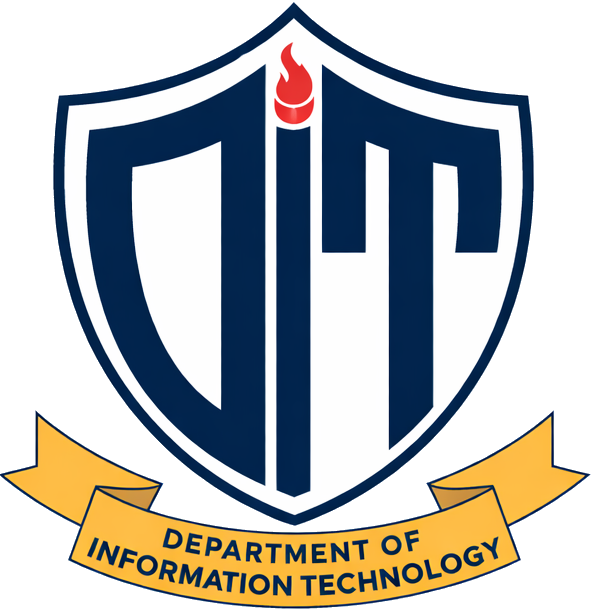 DIT
DEPARTMENT OF
INFORMATION TECHNOLOGY